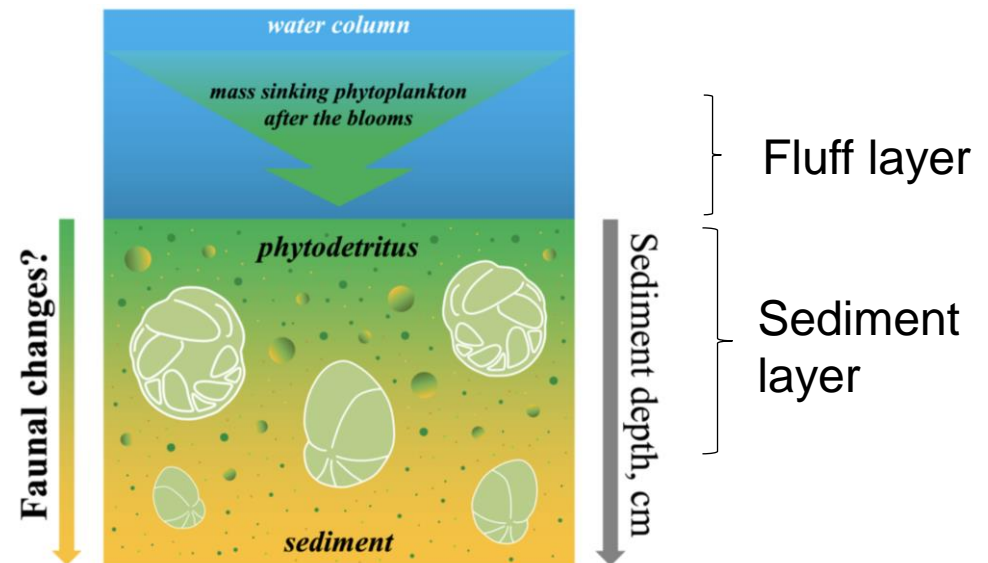 water column
mass sinking phytoplankton
after the blooms
Fluff layer
phytodetritus
Faunal changes?
Sediment depth, cm
Sediment
layer
sediment